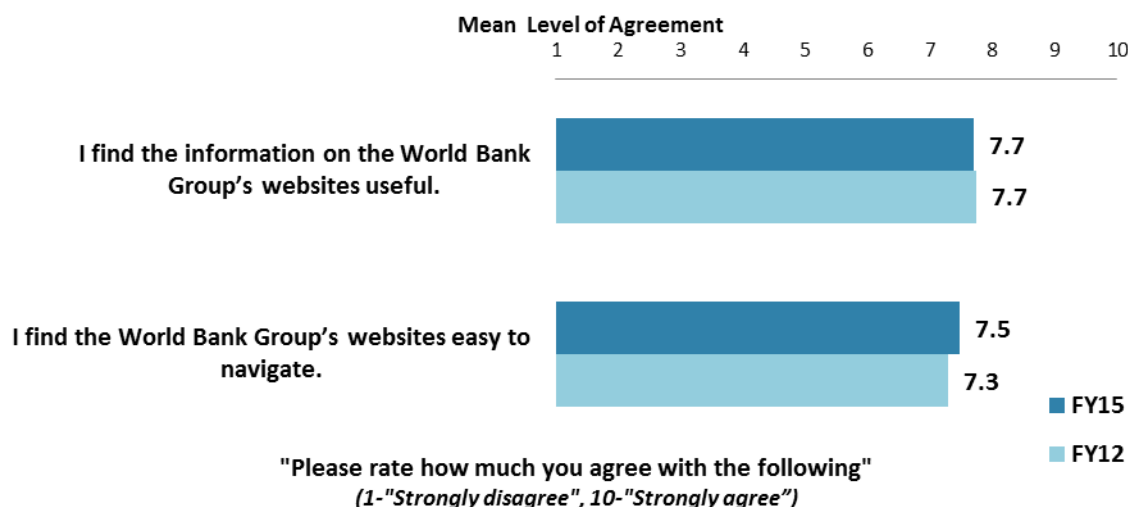 Mean Level of Agreement
1 2 3 4 5 6 7 8 9 10
I find the information on the World Bank
Group’s websites useful.
7.7
7.7
I find the World Bank Group’s websites easy to
navigate.
7.5
7.3
FY15
FY12
"Please rate how much you agree with the following"
(1-"Strongly disagree", 10-"Strongly agree”)